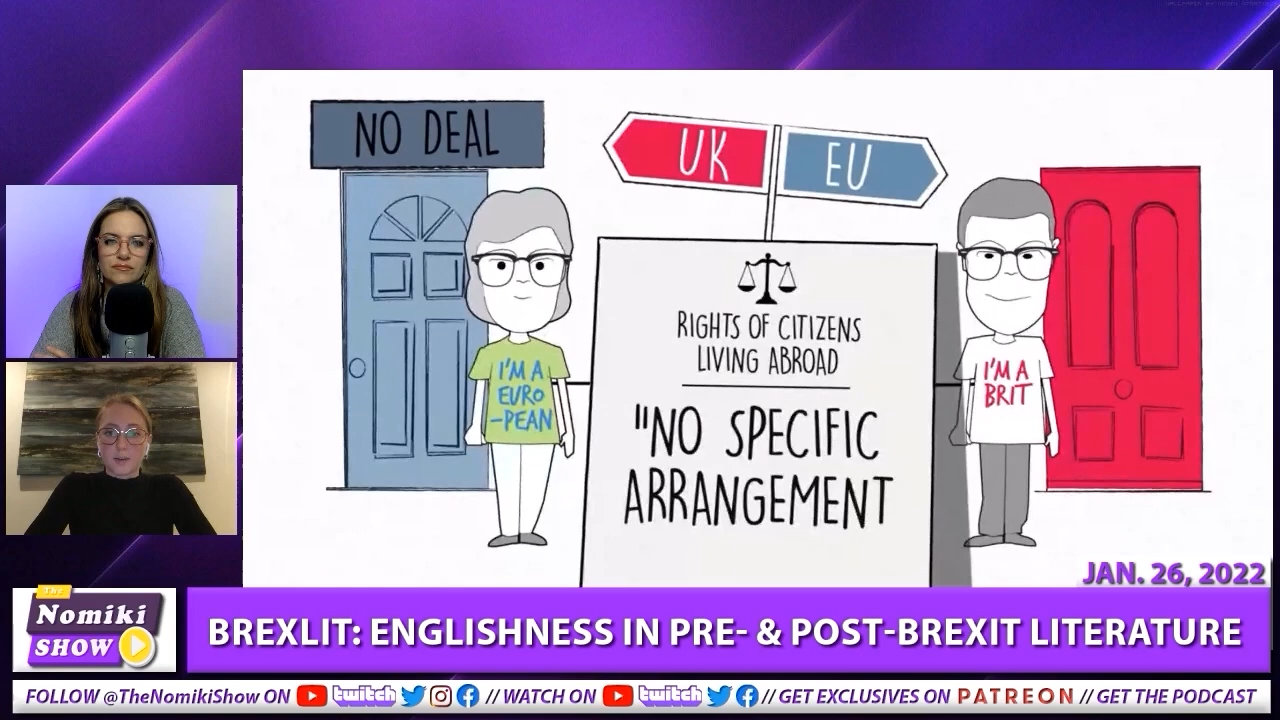 NO DEAL
UK
EU
I'M A
EURO
-PEAN
RIGHTS OF CITIZENS
LIVING ABROAD
"NO SPECIFIC
ARRANGEMENT
I'M A
BRIT
JAN. 26, 2022
The
Nomiki
SHOW
BREXLIT: ENGLISHNESS IN PRE- & POST-BREXIT LITERATURE
FOLLOW @TheNomikiShow ON twitch // WATCH ON twitch // GET EXCLUSIVES ON PATREON // GET THE PODCAST